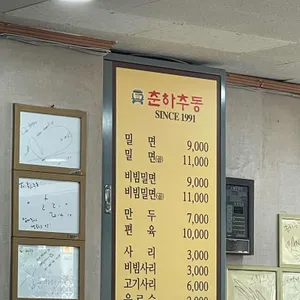 춘하추동
SINCE 1991
밀 면 9,000
밀 면(곱) 11,000
비빔밀면 9,000
비빔밀면(곱) 11,000
만 두 7,000
편 육 10,000
사 리 3,000
비빔사리 3,000
고기사리 6,000